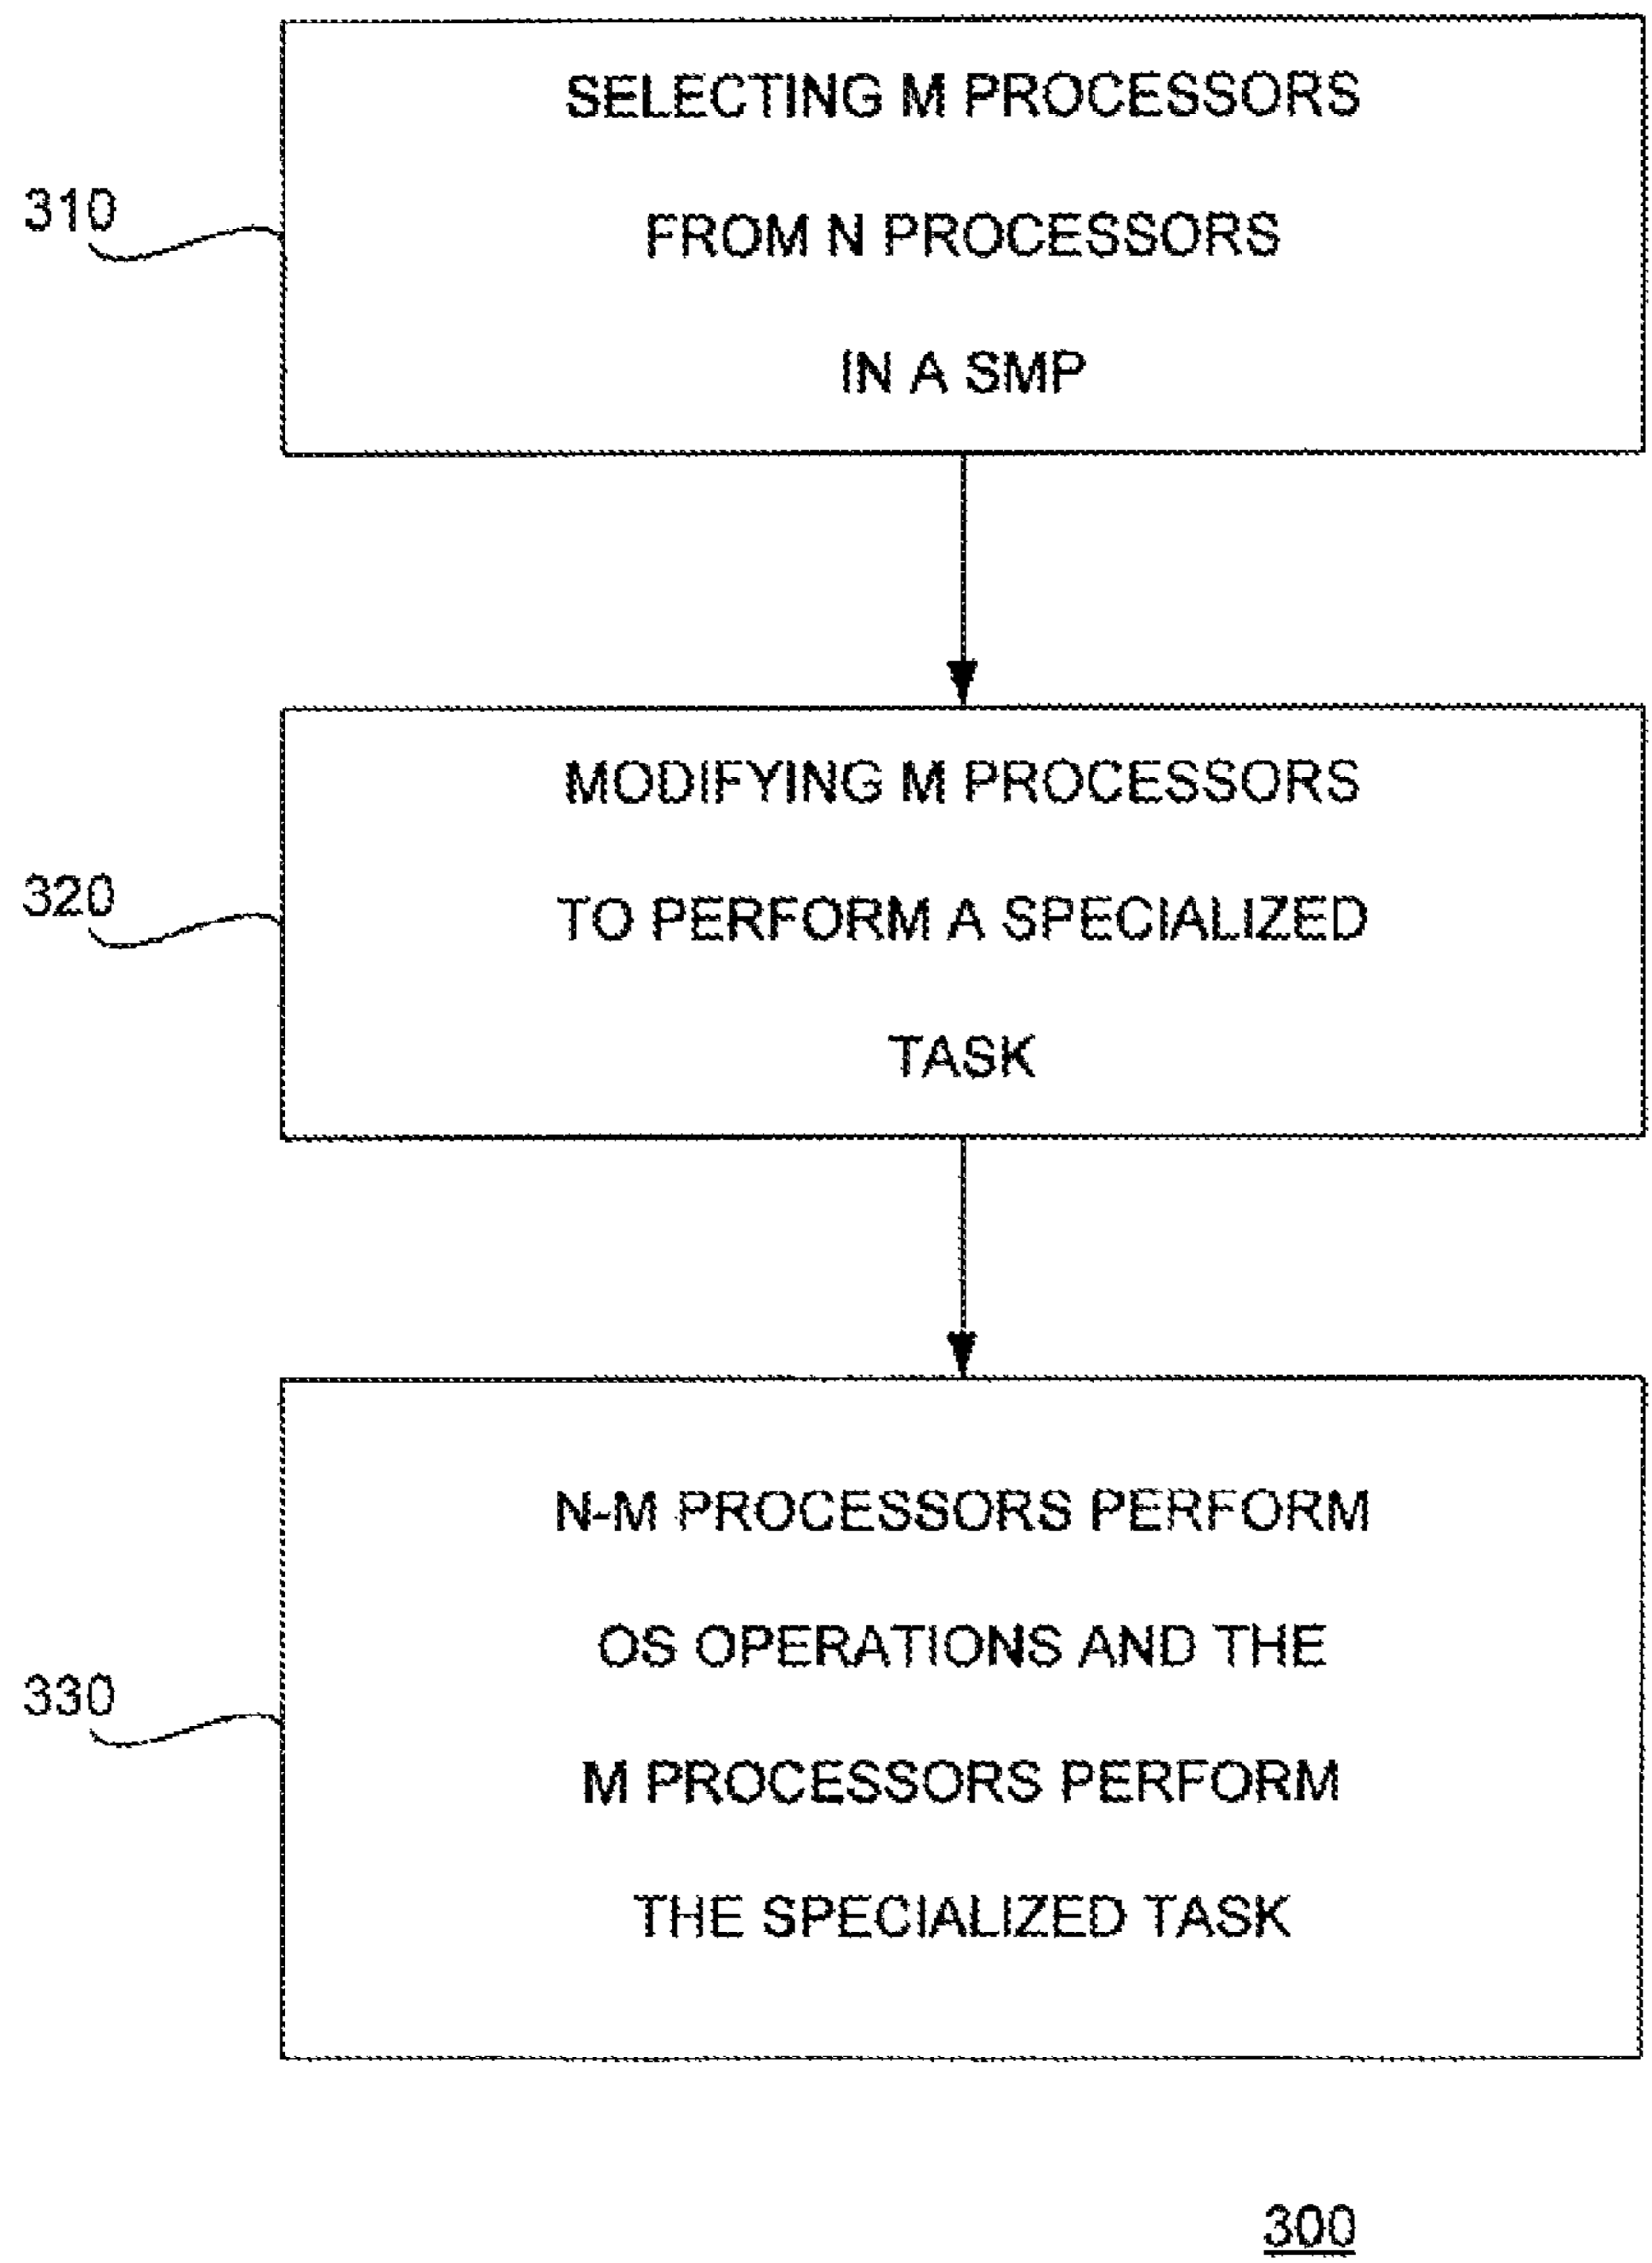 SELECTING M PROCESSORS
FROM N PROCESSORS
IN A SMP
310
MODIFYING M PROCESSORS
TO PERFORM A SPECIALIZED
TASK
320
N-M PROCESSORS PERFORM
OS OPERATIONS AND THE
M PROCESSORS PERFORM
THE SPECIALIZED TASK
330
300